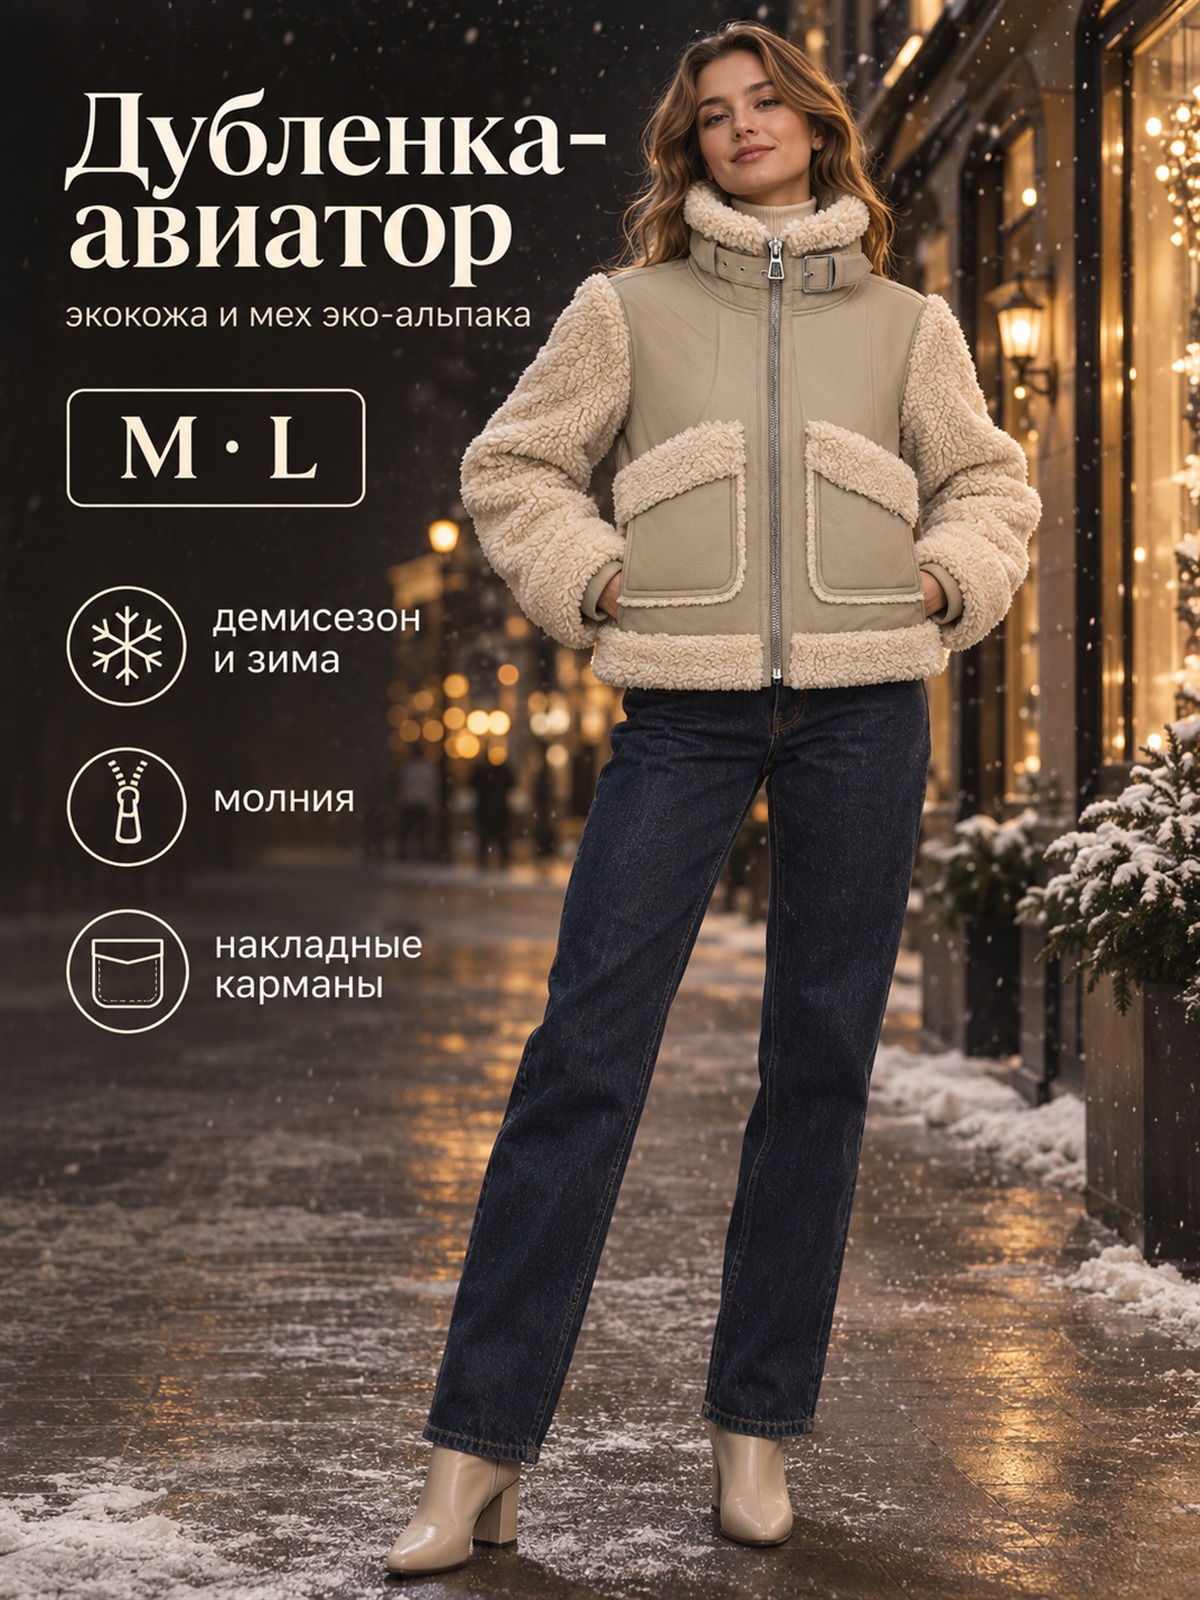 Дубленка-
авиатор
экокожа и мех эко-альпака
M · L
демисезон
и зима
молния
накладные
карманы